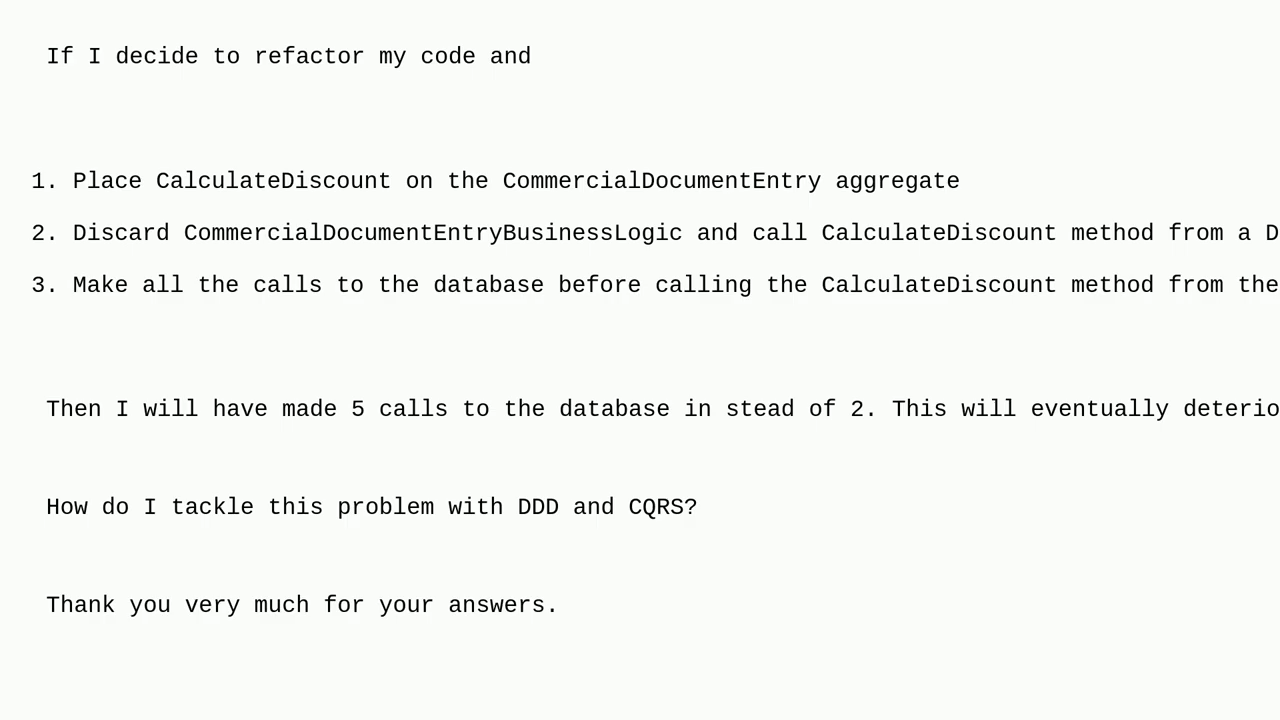 If I decide to refactor my code and
1. Place CalculateDiscount on the CommercialDocumentEntry aggregate
2. Discard CommercialDocumentEntryBusinessLogic and call CalculateDiscount method from a D
3. Make all the calls to the database before calling the CalculateDiscount method from the
Then I will have made 5 calls to the database in stead of 2. This will eventually deterio
How do I tackle this problem with DDD and CQRS?
Thank you very much for your answers.